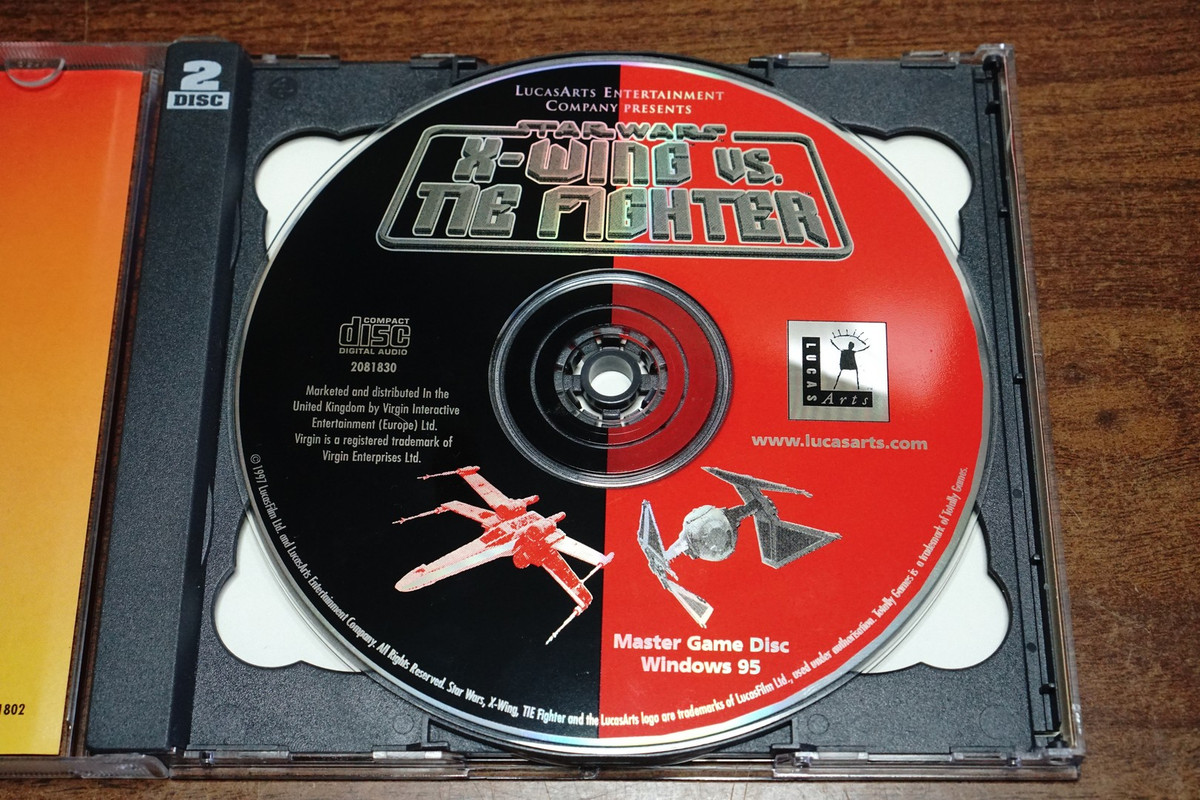 2
DISC
LucasArts Entertainment
Company presents
STAR WARS
X-WING vs.
TIE FIGHTER
COMPACT
disc
DIGITAL AUDIO
2081830
Marketed and distributed In the
United Kingdom by Virgin Interactive
Entertainment (Europe) Ltd.
Virgin is a registered trademark of
Virgin Enterprises Ltd.
LUCAS
Arts
www.lucasarts.com
Master Game Disc
Windows 95
© 1997 LucasFilm Ltd. and LucasArts Entertainment Company. All Rights Reserved. Star Wars, X-Wing, TIE Fighter and the LucasArts logo are trademarks of LucasFilm Ltd., used under authorisation. Totally Games is a trademark of Totally Games.
1802